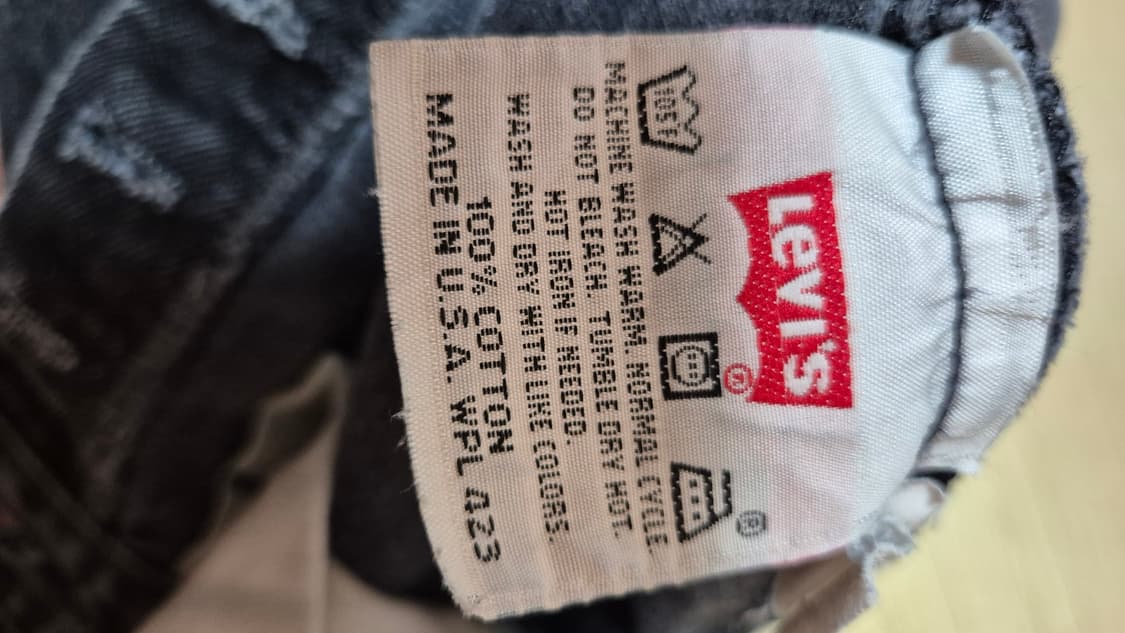 Levi's®
105F
®
MACHINE WASH WARM. NORMAL CYCLE.
DO NOT BLEACH. TUMBLE DRY HOT.
HOT IRON IF NEEDED.
WASH AND DRY WITH LIKE COLORS.
100% COTTON
MADE IN U.S.A. WPL 423